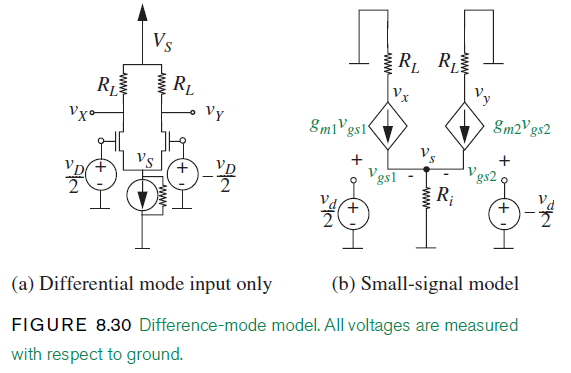 V_S
R_L R_L
v_X v_Y
v_S
v_D/2 + - + - -v_D/2
R_L R_L
v_x v_y
g_m1 v_gs1 g_m2 v_gs2
v_s
+ v_gs1 - - v_gs2 +
R_i
v_d/2 + - + - -v_d/2
(a) Differential mode input only
(b) Small-signal model
FIGURE 8.30 Difference-mode model. All voltages are measured
with respect to ground.